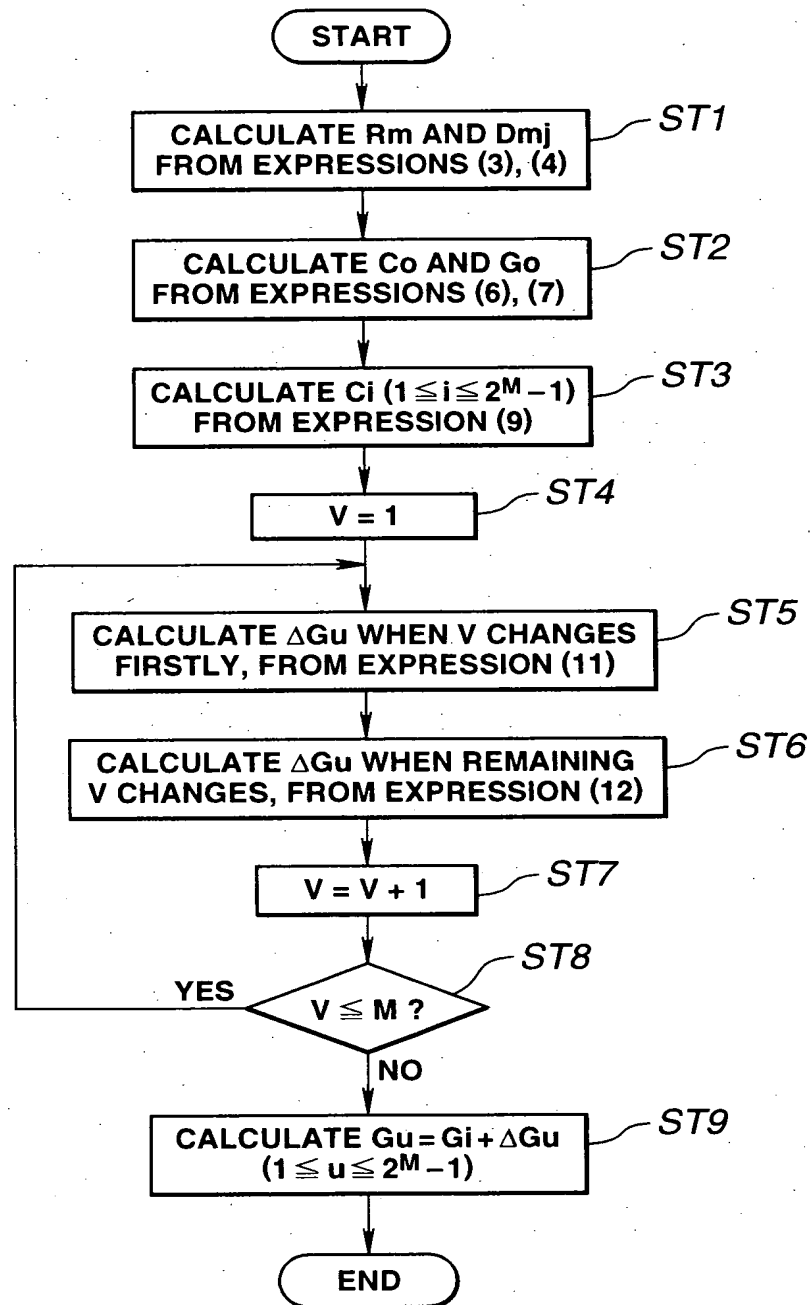 START
CALCULATE Rm AND Dmj
FROM EXPRESSIONS (3), (4)
ST1
CALCULATE Co AND Go
FROM EXPRESSIONS (6), (7)
ST2
CALCULATE Ci (1 ≦ i ≦ 2^M − 1)
FROM EXPRESSION (9)
ST3
V = 1
ST4
CALCULATE ΔGu WHEN V CHANGES
FIRSTLY, FROM EXPRESSION (11)
ST5
CALCULATE ΔGu WHEN REMAINING
V CHANGES, FROM EXPRESSION (12)
ST6
V = V + 1
ST7
V ≦ M ?
ST8
YES
NO
CALCULATE Gu = Gi + ΔGu
(1 ≦ u ≦ 2^M − 1)
ST9
END